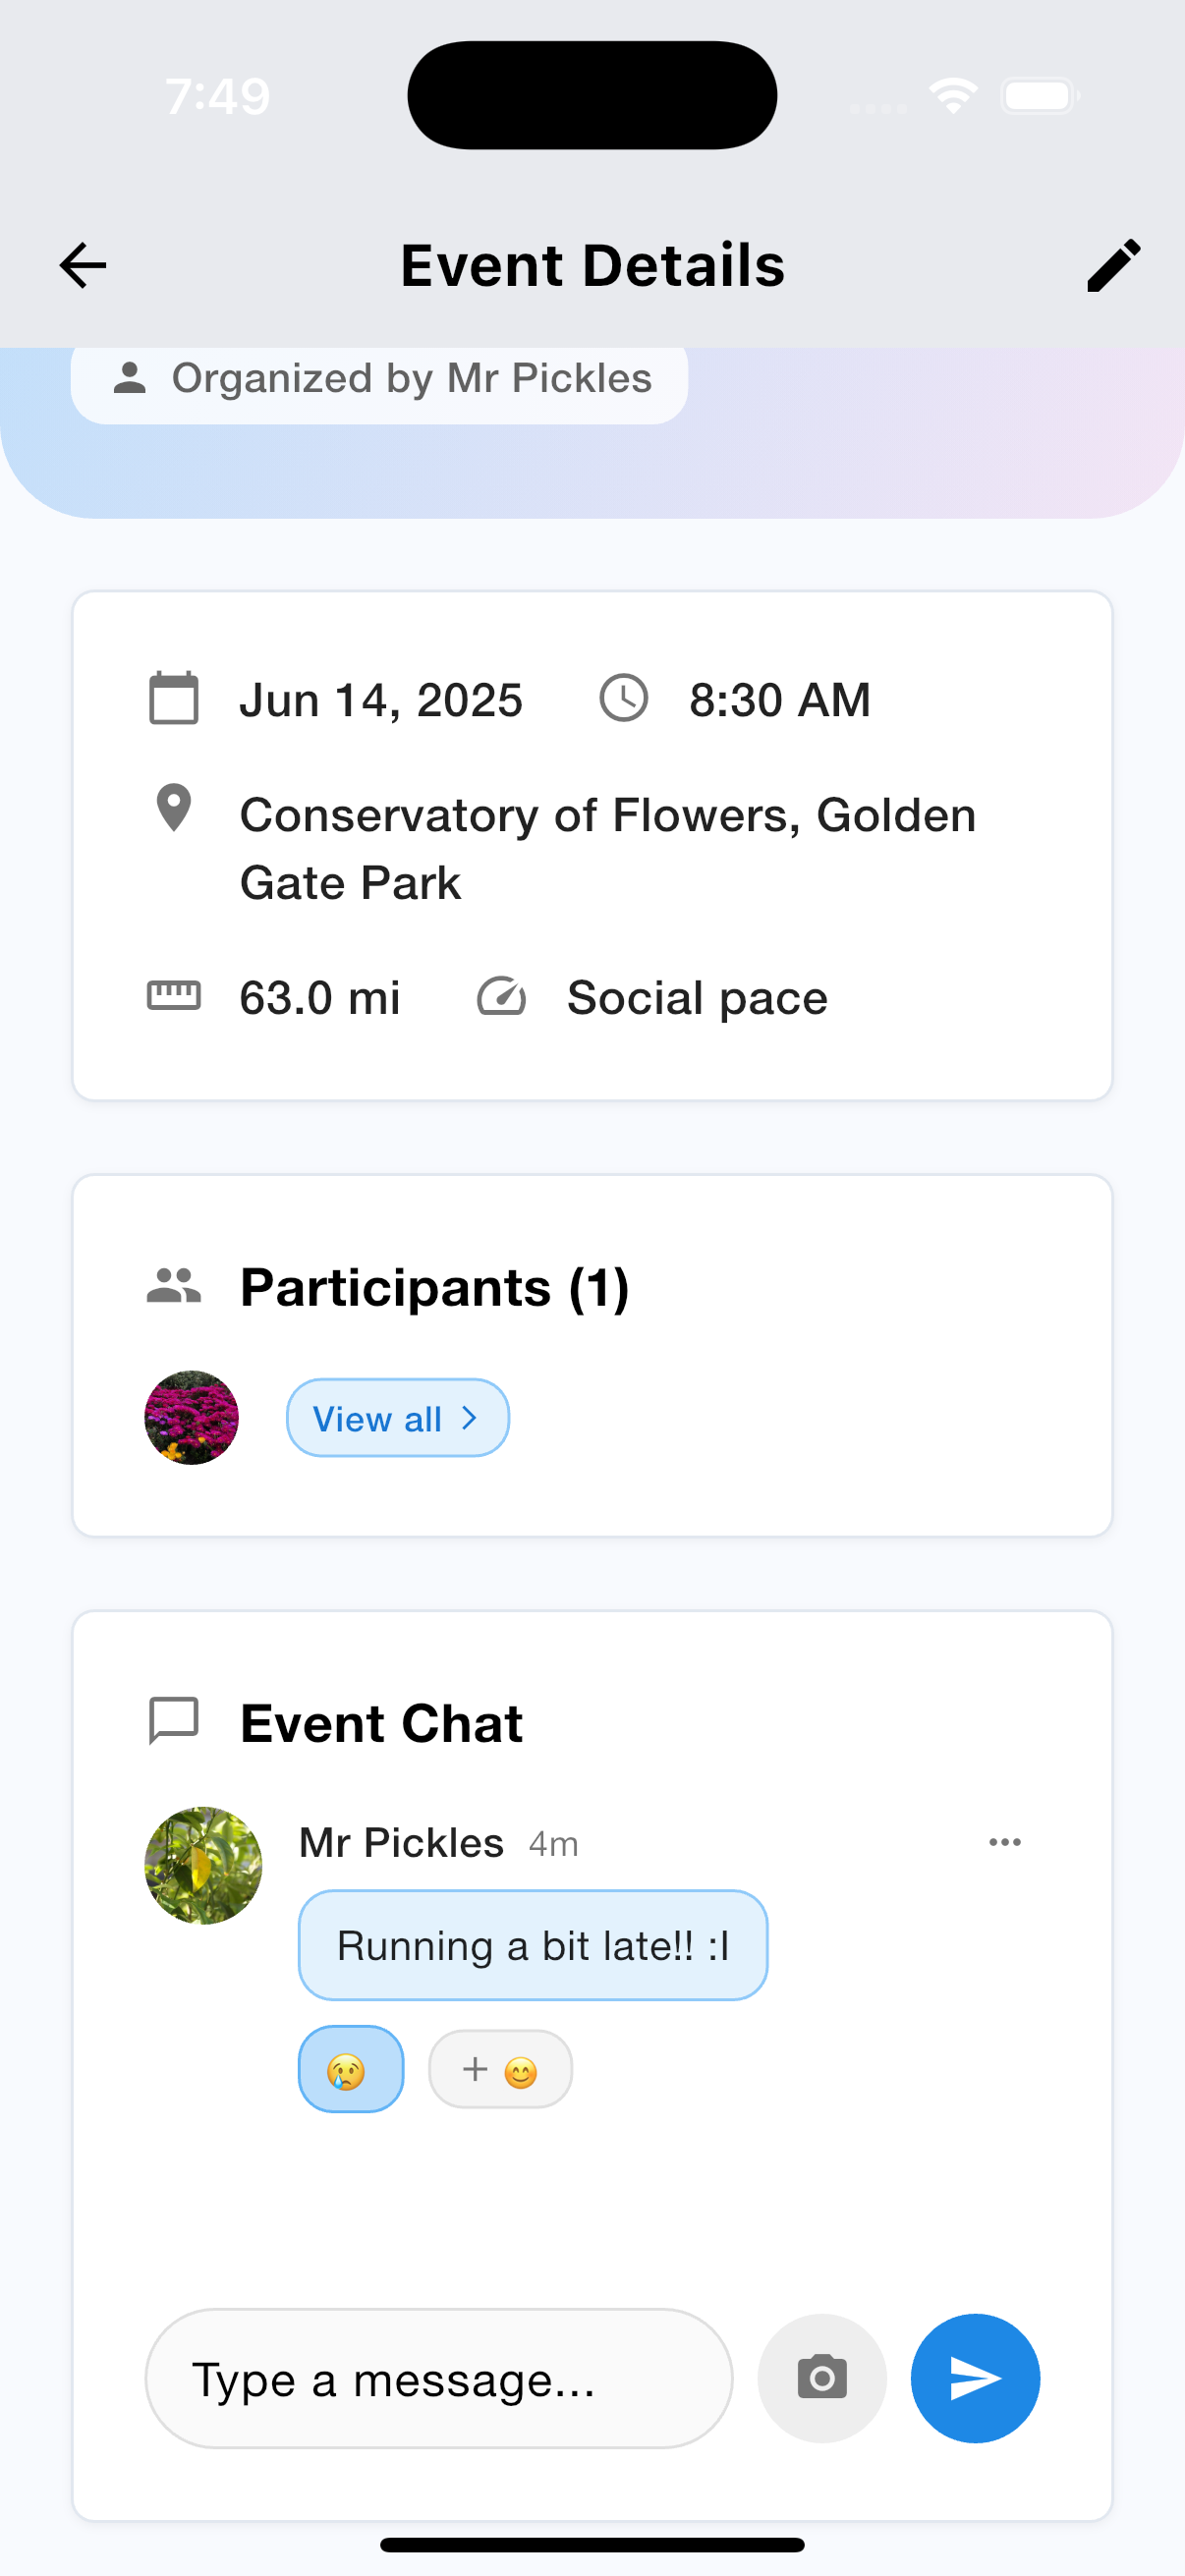 7:49
Event Details
Organized by Mr Pickles
Jun 14, 2025 8:30 AM
Conservatory of Flowers, Golden
Gate Park
63.0 mi Social pace
Participants (1)
View all
Event Chat
Mr Pickles 4m
Running a bit late!! :l
+ 😊
Type a message...